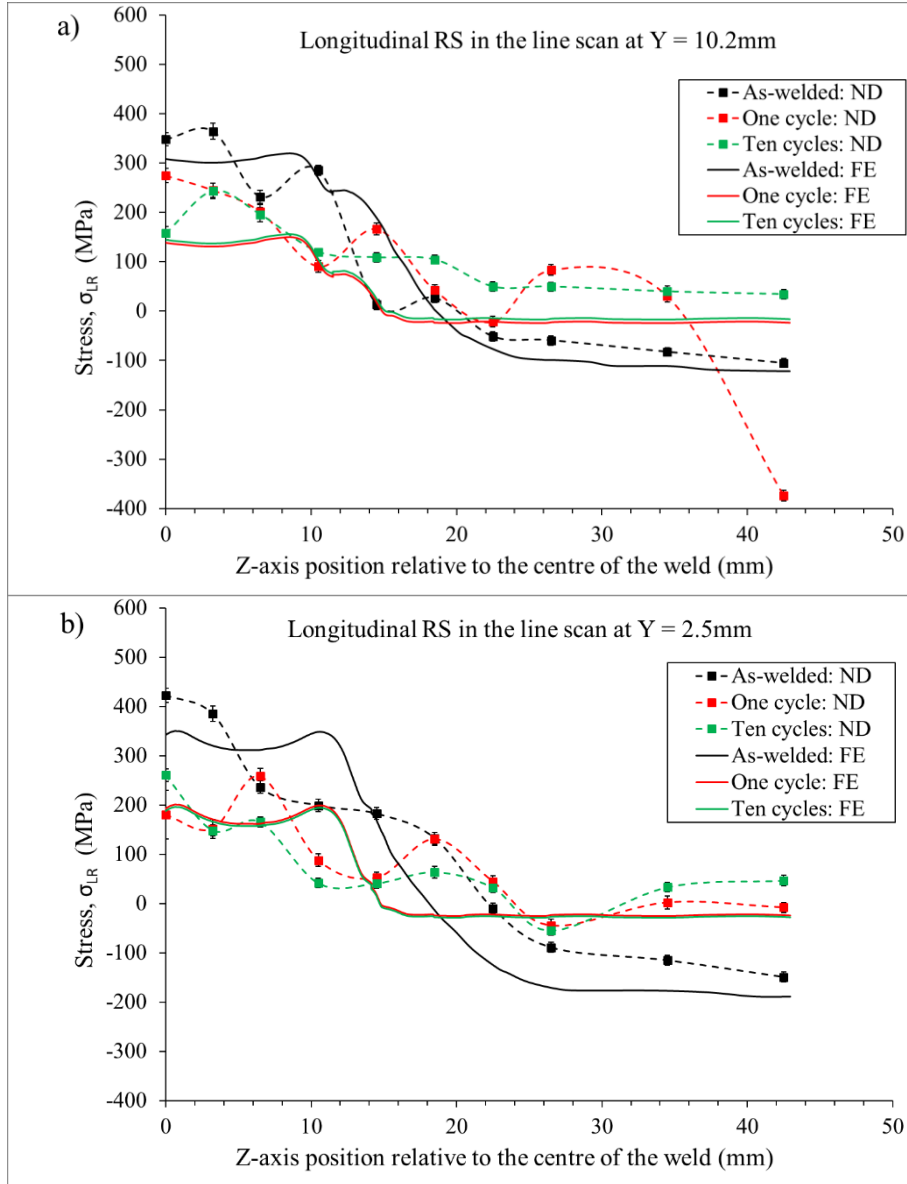 a)
Longitudinal RS in the line scan at Y = 10.2mm
600
500
400
300
200
100
0
-100
-200
-300
-400
Stress, σLR (MPa)
As-welded: ND
One cycle: ND
Ten cycles: ND
As-welded: FE
One cycle: FE
Ten cycles: FE
0 10 20 30 40 50
Z-axis position relative to the centre of the weld (mm)
b)
Longitudinal RS in the line scan at Y = 2.5mm
600
500
400
300
200
100
0
-100
-200
-300
-400
Stress, σLR (MPa)
As-welded: ND
One cycle: ND
Ten cycles: ND
As-welded: FE
One cycle: FE
Ten cycles: FE
0 10 20 30 40 50
Z-axis position relative to the centre of the weld (mm)